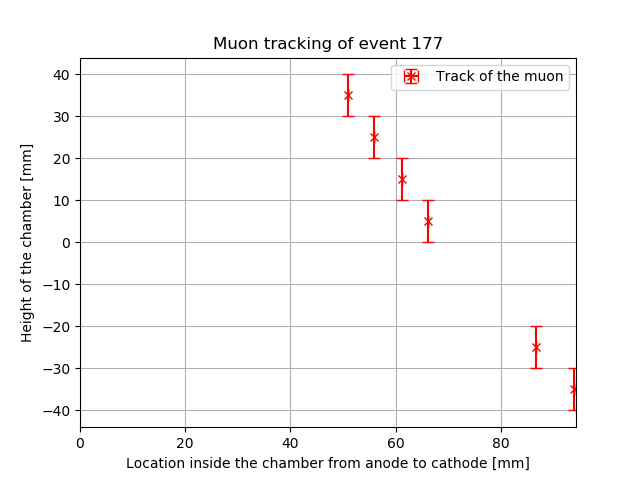 Muon tracking of event 177
Track of the muon
Height of the chamber [mm]
40
30
20
10
0
−10
−20
−30
−40
0 20 40 60 80
Location inside the chamber from anode to cathode [mm]